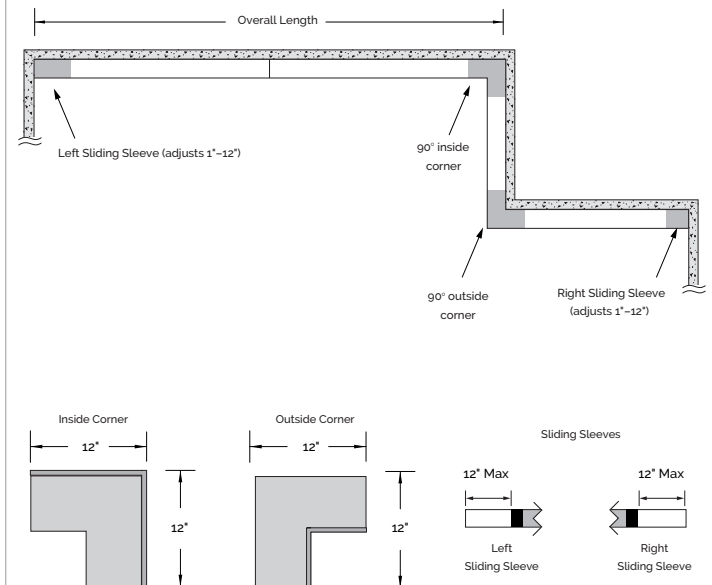 Overall Length
Left Sliding Sleeve (adjusts 1"–12")
90° inside
corner
90° outside
corner
Right Sliding Sleeve
(adjusts 1"–12")
Inside Corner
12"
12"
Outside Corner
12"
12"
Sliding Sleeves
12" Max
Left
Sliding Sleeve
12" Max
Right
Sliding Sleeve